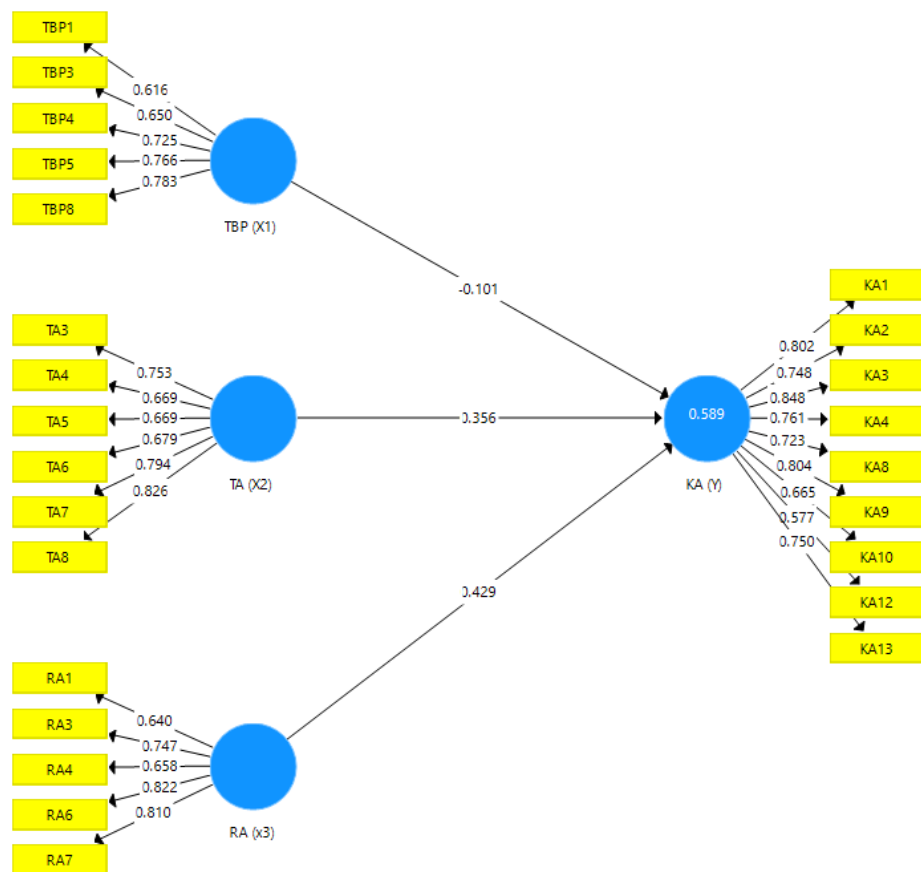 TBP1
TBP3
TBP4
TBP5
TBP8
0.616
0.650
0.725
0.766
0.783
TBP (X1)
-0.101
TA3
TA4
TA5
TA6
TA7
TA8
0.753
0.669
0.669
0.679
0.794
0.826
TA (X2)
0.356
RA1
RA3
RA4
RA6
RA7
0.640
0.747
0.658
0.822
0.810
RA (x3)
0.429
0.589
KA (Y)
0.802
0.748
0.848
0.761
0.723
0.804
0.665
0.577
0.750
KA1
KA2
KA3
KA4
KA8
KA9
KA10
KA12
KA13